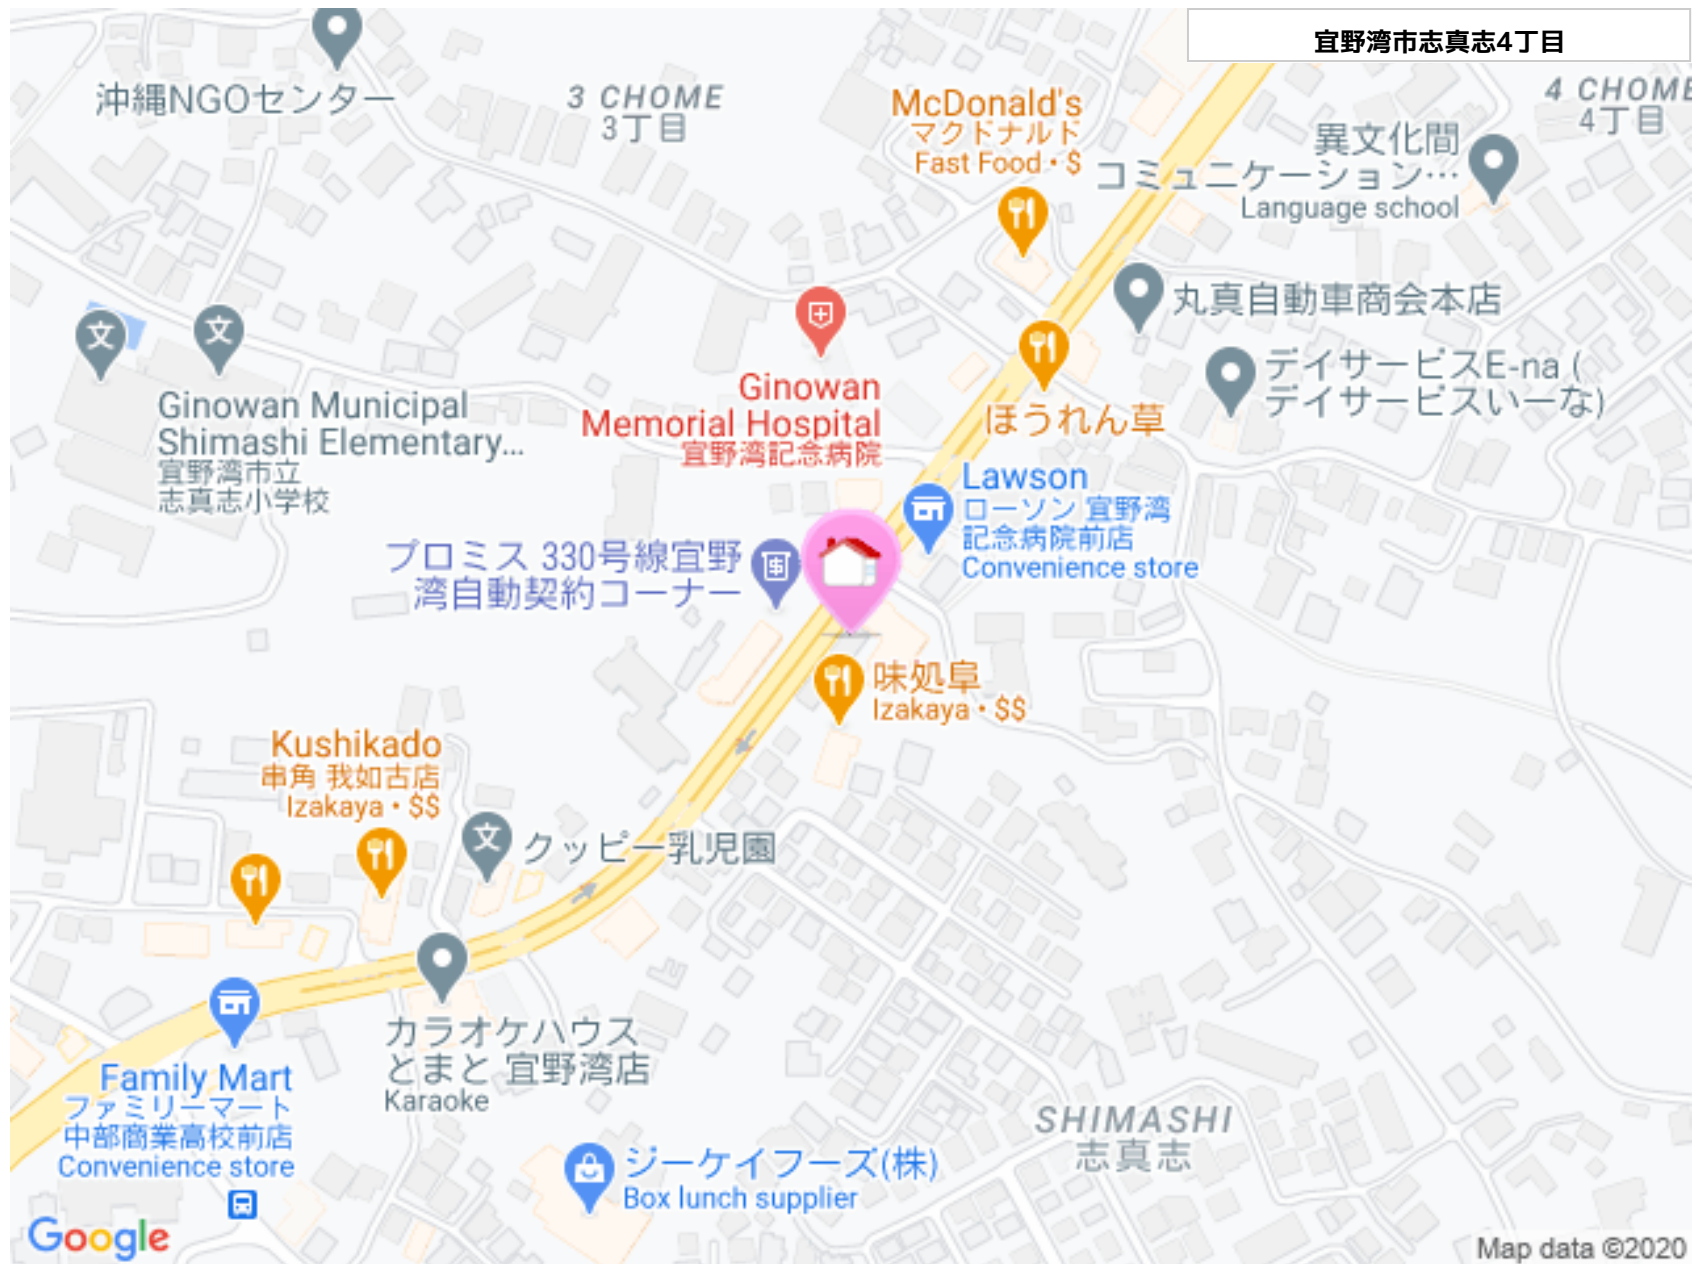 宜野湾市志真志4丁目
沖縄NGOセンター
3 CHOME
3丁目
McDonald's
マクドナルド
Fast Food • $
4 CHOME
4丁目
異文化間
コミュニケーション…
Language school
丸真自動車商会本店
デイサービスE-na (
デイサービスいーな)
ほうれん草
Ginowan
Memorial Hospital
宜野湾記念病院
Ginowan Municipal
Shimashi Elementary...
宜野湾市立
志真志小学校
Lawson
ローソン 宜野湾
記念病院前店
Convenience store
プロミス 330号線宜野
湾自動契約コーナー
味処阜
Izakaya • $$
Kushikado
串角 我如古店
Izakaya • $$
クッピー乳児園
カラオケハウス
とまと 宜野湾店
Karaoke
Family Mart
ファミリーマート
中部商業高校前店
Convenience store
SHIMASHI
志真志
ジーケイフーズ(株)
Box lunch supplier
Google
Map data ©2020